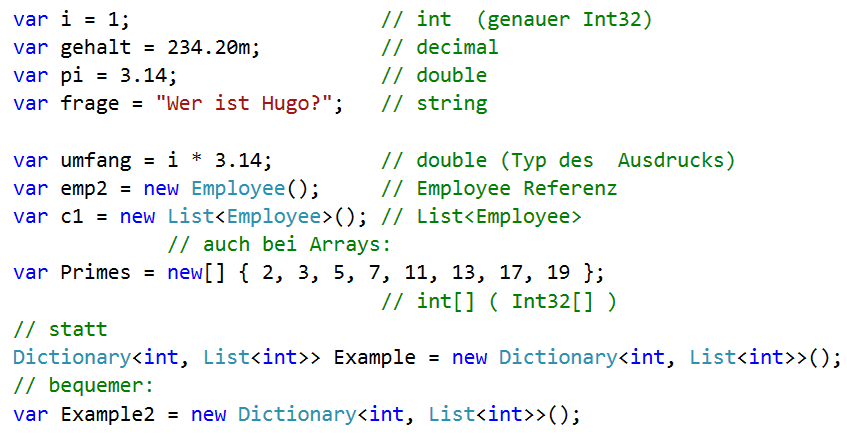 var i = 1; // int (genauer Int32)
var gehalt = 234.20m; // decimal
var pi = 3.14; // double
var frage = "Wer ist Hugo?"; // string
var umfang = i * 3.14; // double (Typ des Ausdrucks)
var emp2 = new Employee(); // Employee Referenz
var c1 = new List<Employee>(); // List<Employee>
// auch bei Arrays:
var Primes = new[] { 2, 3, 5, 7, 11, 13, 17, 19 };
// int[] ( Int32[] )
// statt
Dictionary<int, List<int>> Example = new Dictionary<int, List<int>>();
// bequemer:
var Example2 = new Dictionary<int, List<int>>();